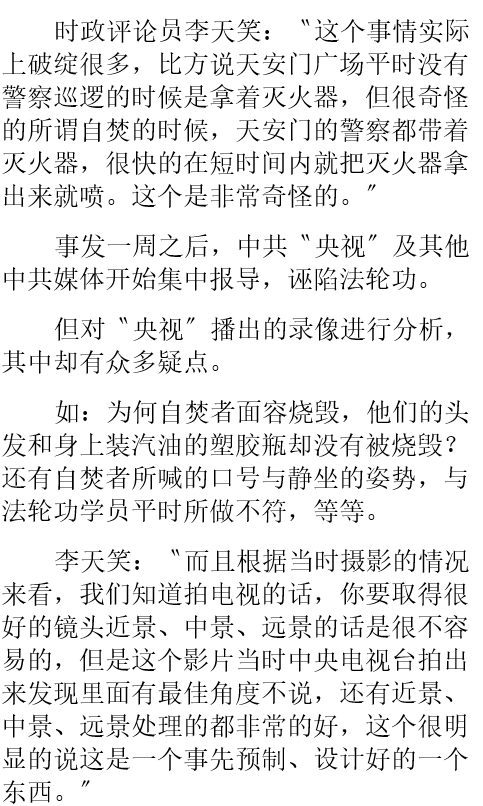 时政评论员李天笑：〝这个事情实际
上破绽很多，比方说天安门广场平时没有
警察巡逻的时候是拿着灭火器，但很奇怪
的所谓自焚的时候，天安门的警察都带着
灭火器，很快的在短时间内就把灭火器拿
出来就喷。这个是非常奇怪的。〞
事发一周之后，中共〝央视〞及其他
中共媒体开始集中报导，诬陷法轮功。
但对〝央视〞播出的录像进行分析，
其中却有众多疑点。
如：为何自焚者面容烧毁，他们的头
发和身上装汽油的塑胶瓶却没有被烧毁？
还有自焚者所喊的口号与静坐的姿势，与
法轮功学员平时所做不符，等等。
李天笑：〝而且根据当时摄影的情况
来看，我们知道拍电视的话，你要取得很
好的镜头近景、中景、远景的话是很不容
易的，但是这个影片当时中央电视台拍出
来发现里面有最佳角度不说，还有近景、
中景、远景处理的都非常的好，这个很明
显的说这是一个事先预制、设计好的一个
东西。〞